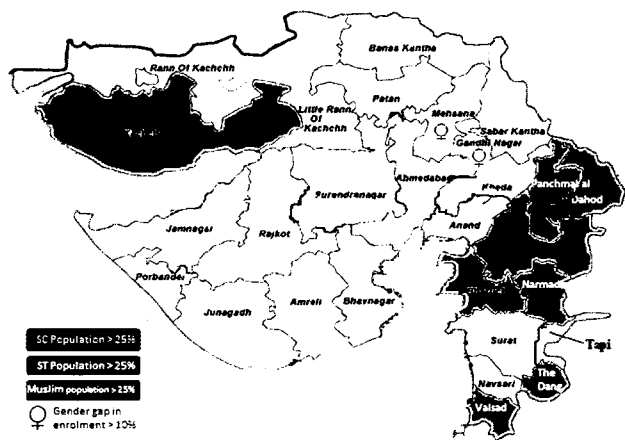 Banas Kantha
Rann Of Kachchh
Patan
Little Rann
Of
Kachchh
Mehsana
Sabar Kantha
Gandhi Nagar
Ahmedabad
Kheda
Panchmahal
Dahod
Surendranagar
Anand
Jamnagar
Rajkot
Porbander
Narmad
Junagadh
Amreli
Bhavnagar
Surat
Tapi
The
Dang
Navsari
Valsad
SC Population > 25%
ST Population > 25%
Muslim population > 25%
Gender gap in
enrolment > 10%